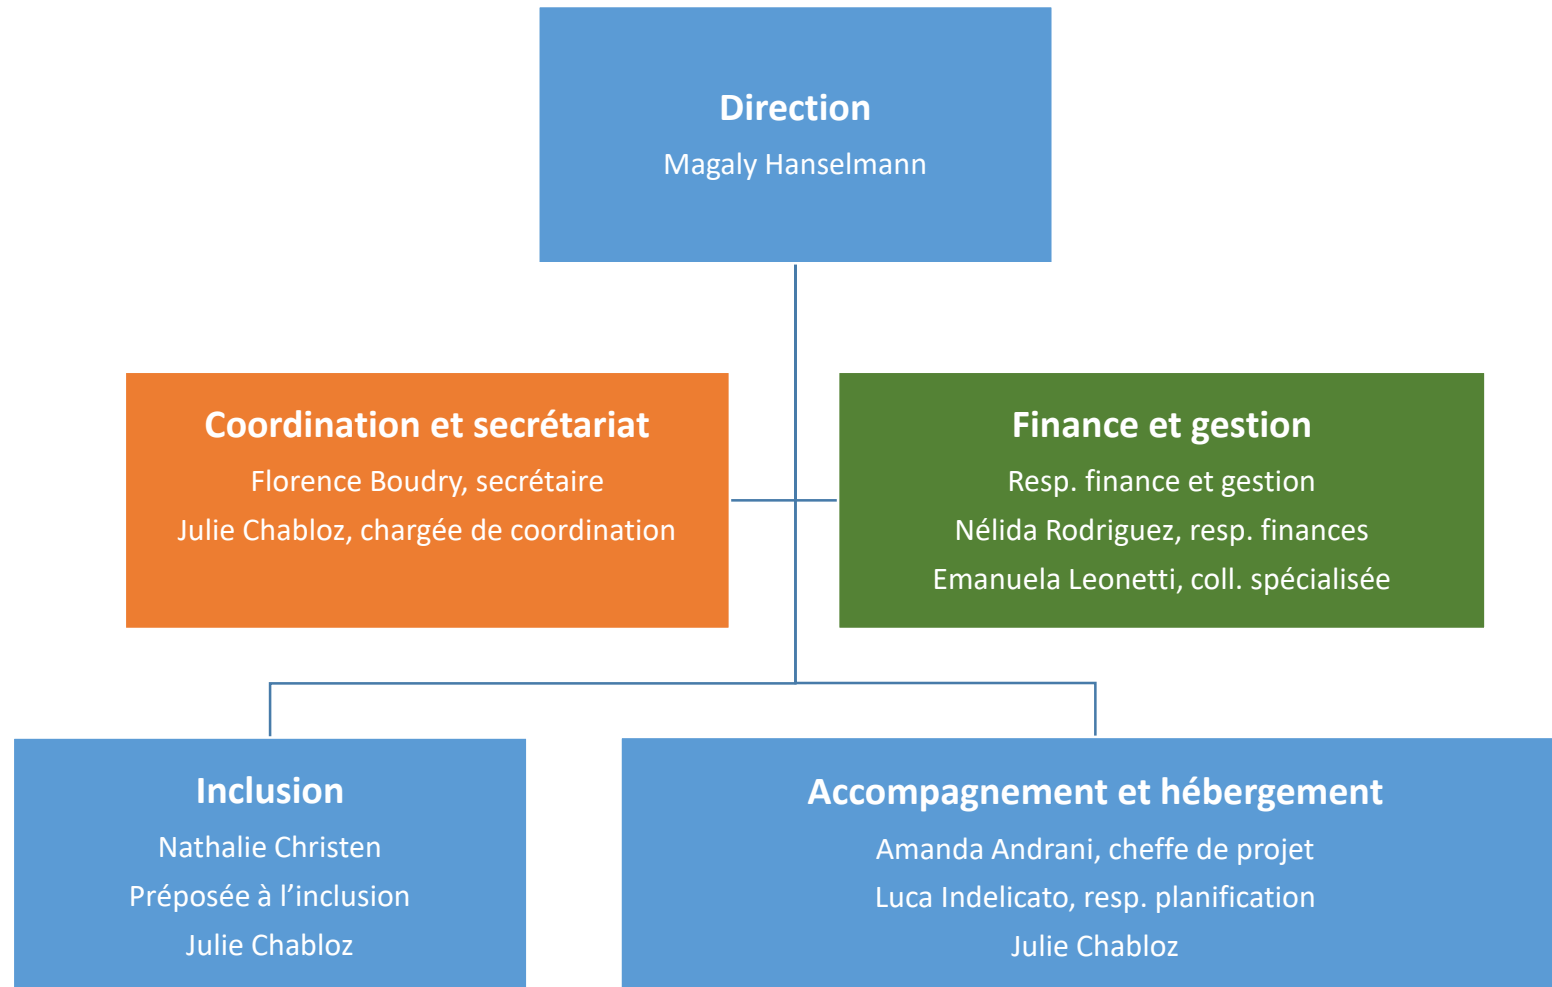 Direction
Magaly Hanselmann
Coordination et secrétariat
Florence Boudry, secrétaire
Julie Chabloz, chargée de coordination
Finance et gestion
Resp. finance et gestion
Nélida Rodriguez, resp. finances
Emanuela Leonetti, coll. spécialisée
Inclusion
Nathalie Christen
Préposée à l’inclusion
Julie Chabloz
Accompagnement et hébergement
Amanda Andrani, cheffe de projet
Luca Indelicato, resp. planification
Julie Chabloz